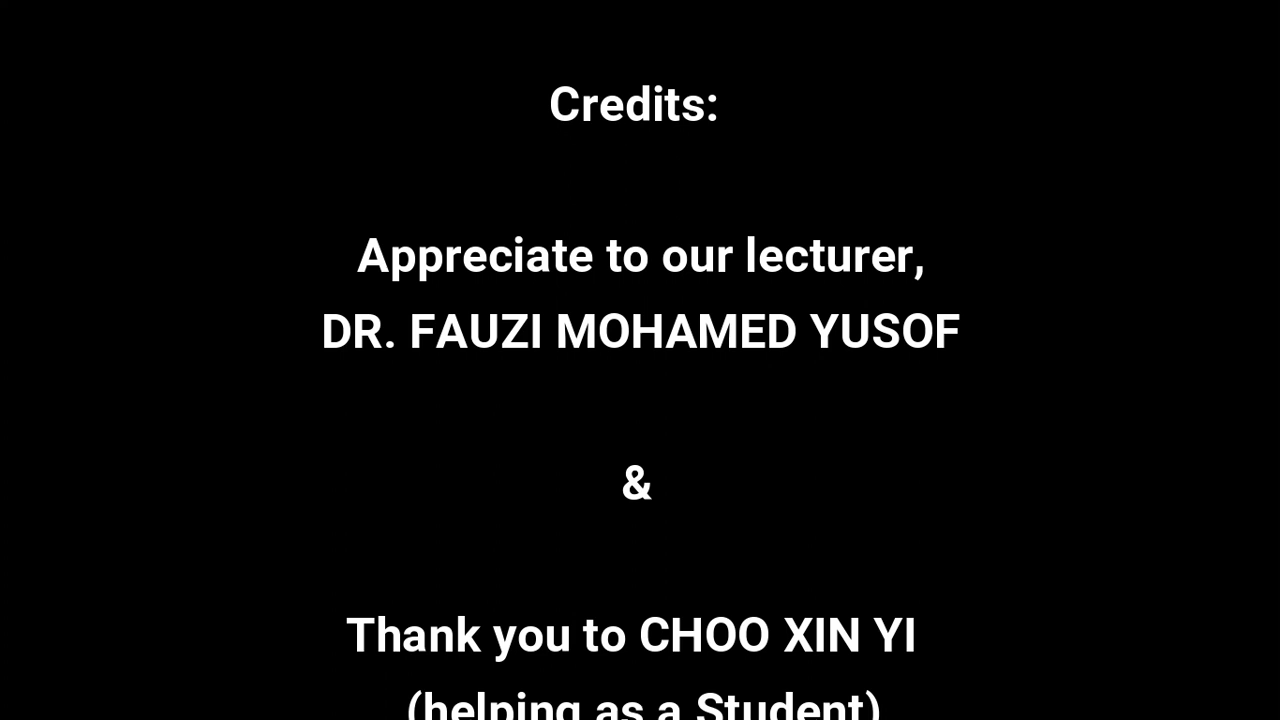 Credits:
Appreciate to our lecturer,
DR. FAUZI MOHAMED YUSOF
&
Thank you to CHOO XIN YI
(helping as a Student)